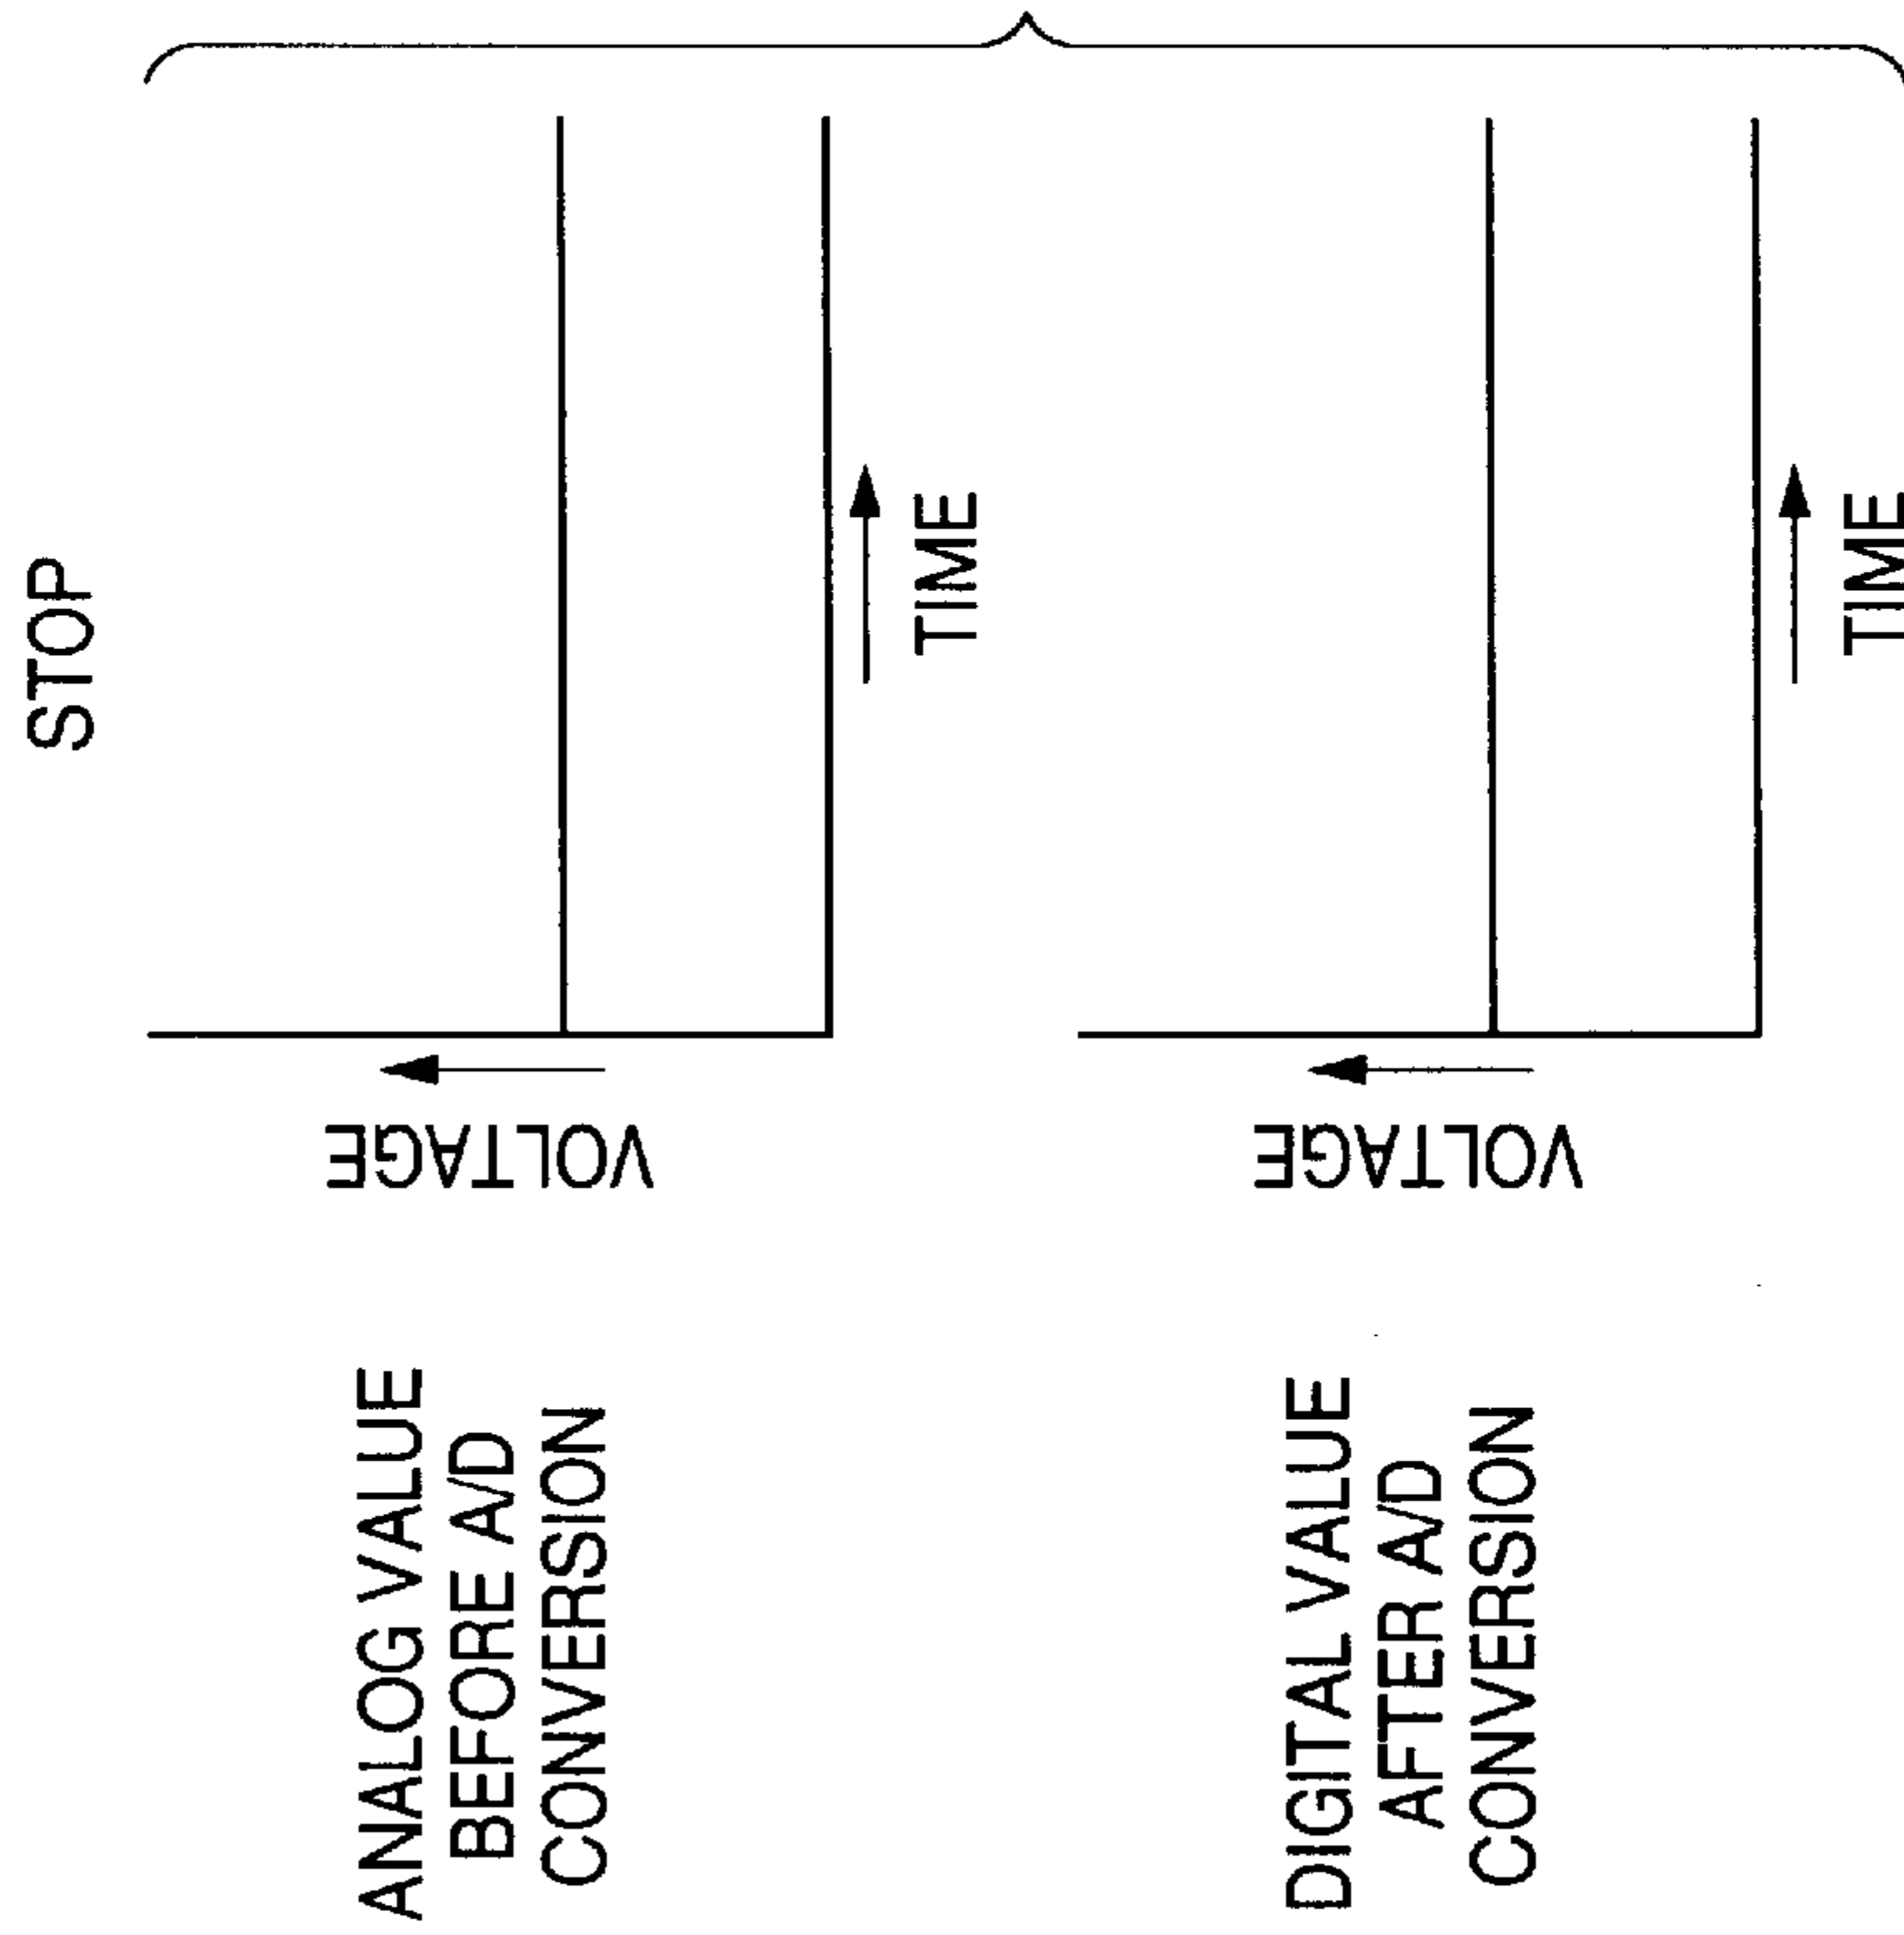 STOP
ANALOG VALUE
BEFORE A/D
CONVERSION
VOLTAGE
TIME
DIGITAL VALUE
AFTER A/D
CONVERSION
VOLTAGE
TIME